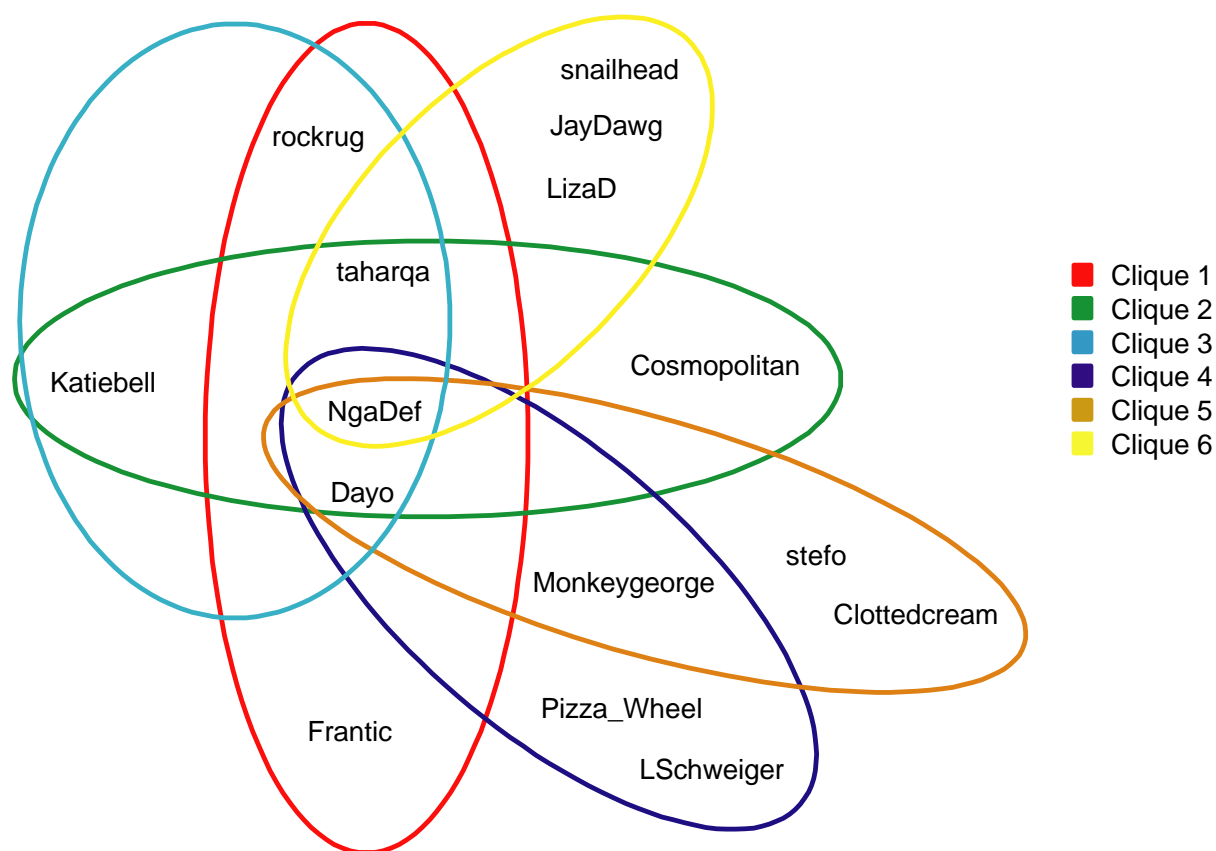 snailhead
JayDawg
rockrug
LizaD
taharqa
Cosmopolitan
Katiebell
NgaDef
Dayo
stefo
Monkeygeorge
Clottedcream
Pizza_Wheel
Frantic
LSchweiger
Clique 1
Clique 2
Clique 3
Clique 4
Clique 5
Clique 6